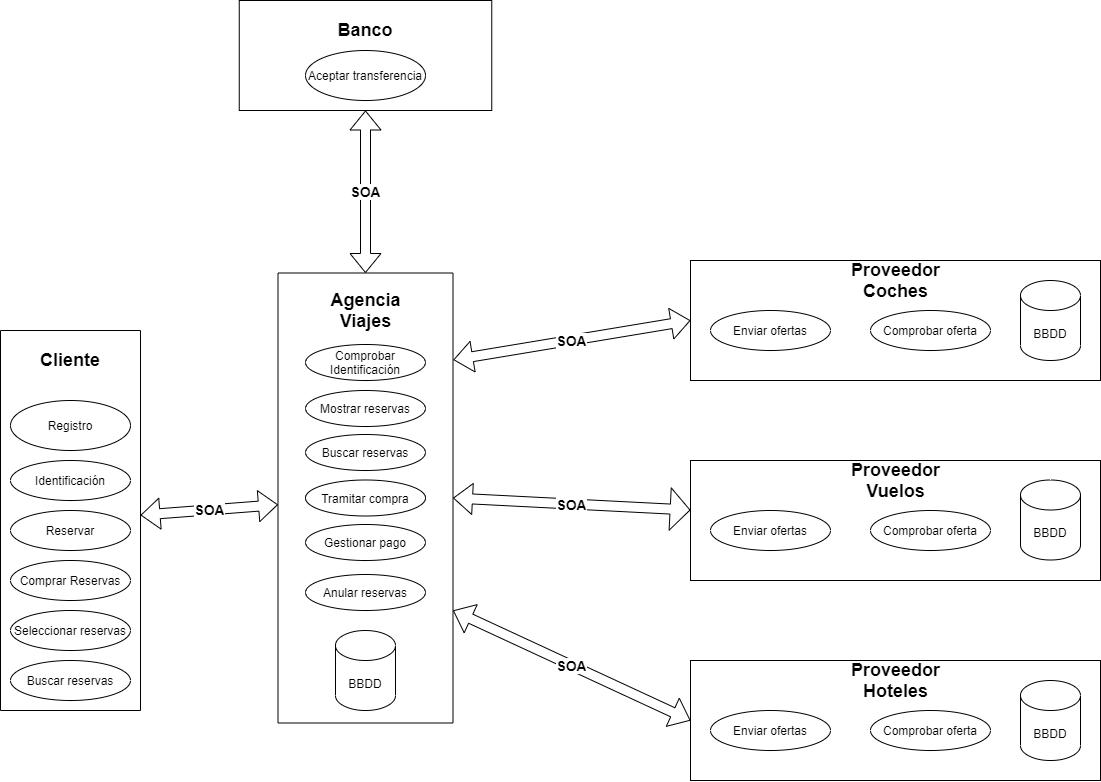 Banco
Aceptar transferencia
SOA
Cliente
Registro
Identificación
Reservar
Comprar Reservas
Seleccionar reservas
Buscar reservas
SOA
Agencia
Viajes
Comprobar
Identificación
Mostrar reservas
Buscar reservas
Tramitar compra
Gestionar pago
Anular reservas
BBDD
SOA
Proveedor
Coches
Enviar ofertas
Comprobar oferta
BBDD
SOA
Proveedor
Vuelos
Enviar ofertas
Comprobar oferta
BBDD
SOA
Proveedor
Hoteles
Enviar ofertas
Comprobar oferta
BBDD